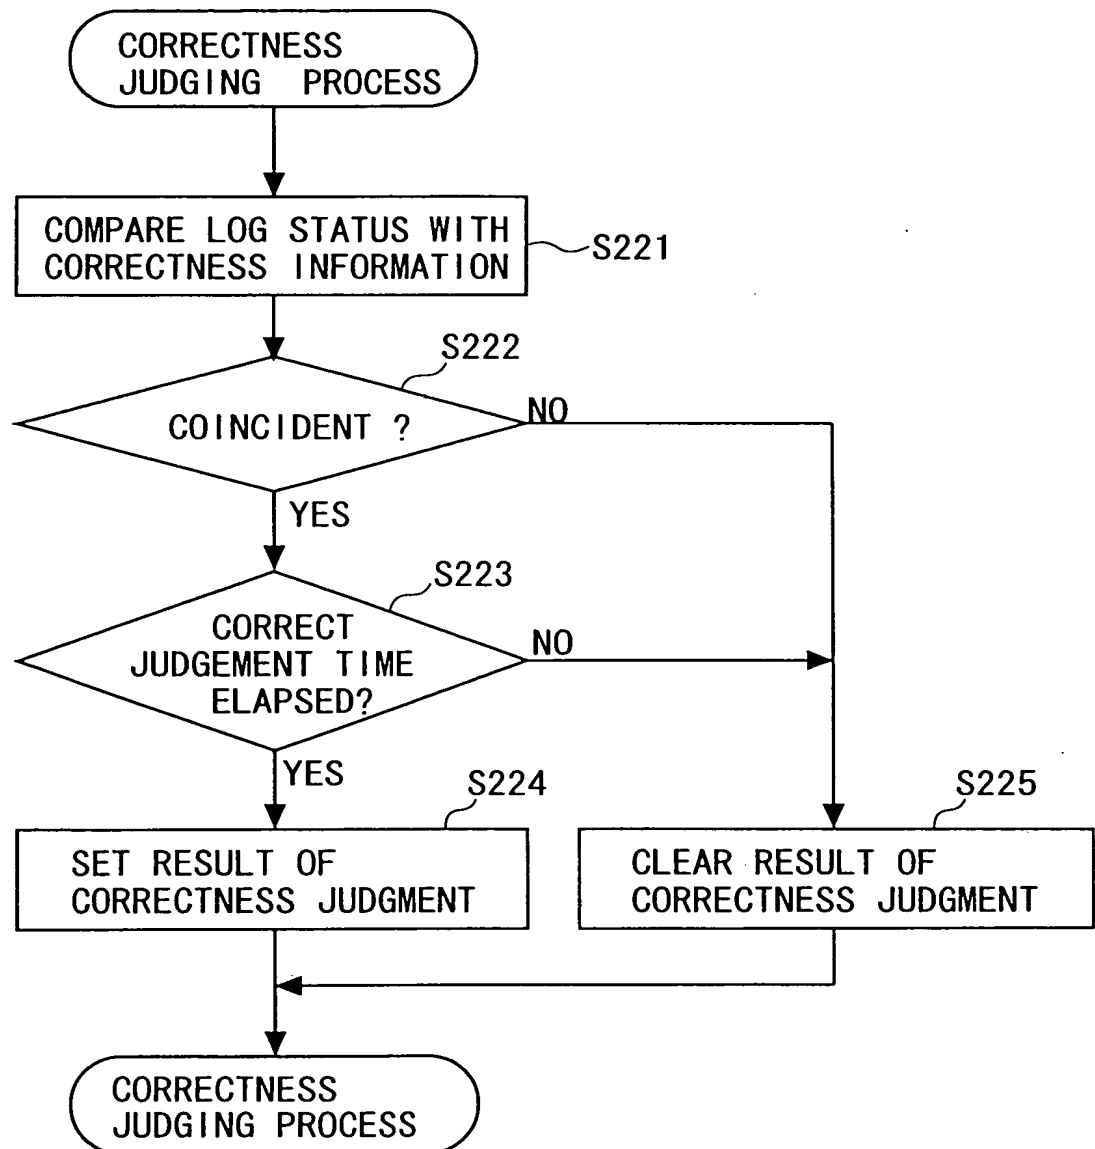 CORRECTNESS
JUDGING PROCESS
COMPARE LOG STATUS WITH
CORRECTNESS INFORMATION
S221
S222
COINCIDENT ?
NO
YES
S223
CORRECT
JUDGEMENT TIME
ELAPSED?
NO
YES
S224
SET RESULT OF
CORRECTNESS JUDGMENT
S225
CLEAR RESULT OF
CORRECTNESS JUDGMENT
CORRECTNESS
JUDGING PROCESS